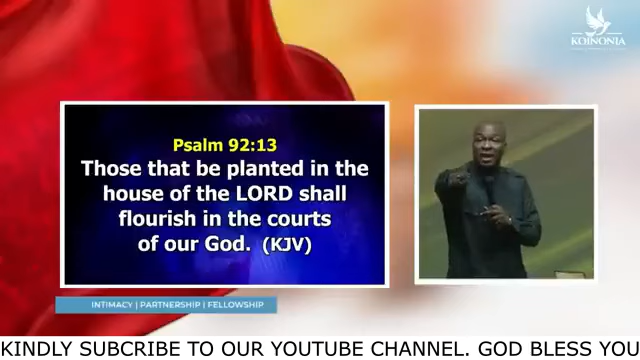 KOINONIA
Psalm 92:13
Those that be planted in the
house of the LORD shall
flourish in the courts
of our God. (KJV)
INTIMACY | PARTNERSHIP | FELLOWSHIP
KINDLY SUBCRIBE TO OUR YOUTUBE CHANNEL. GOD BLESS YOU